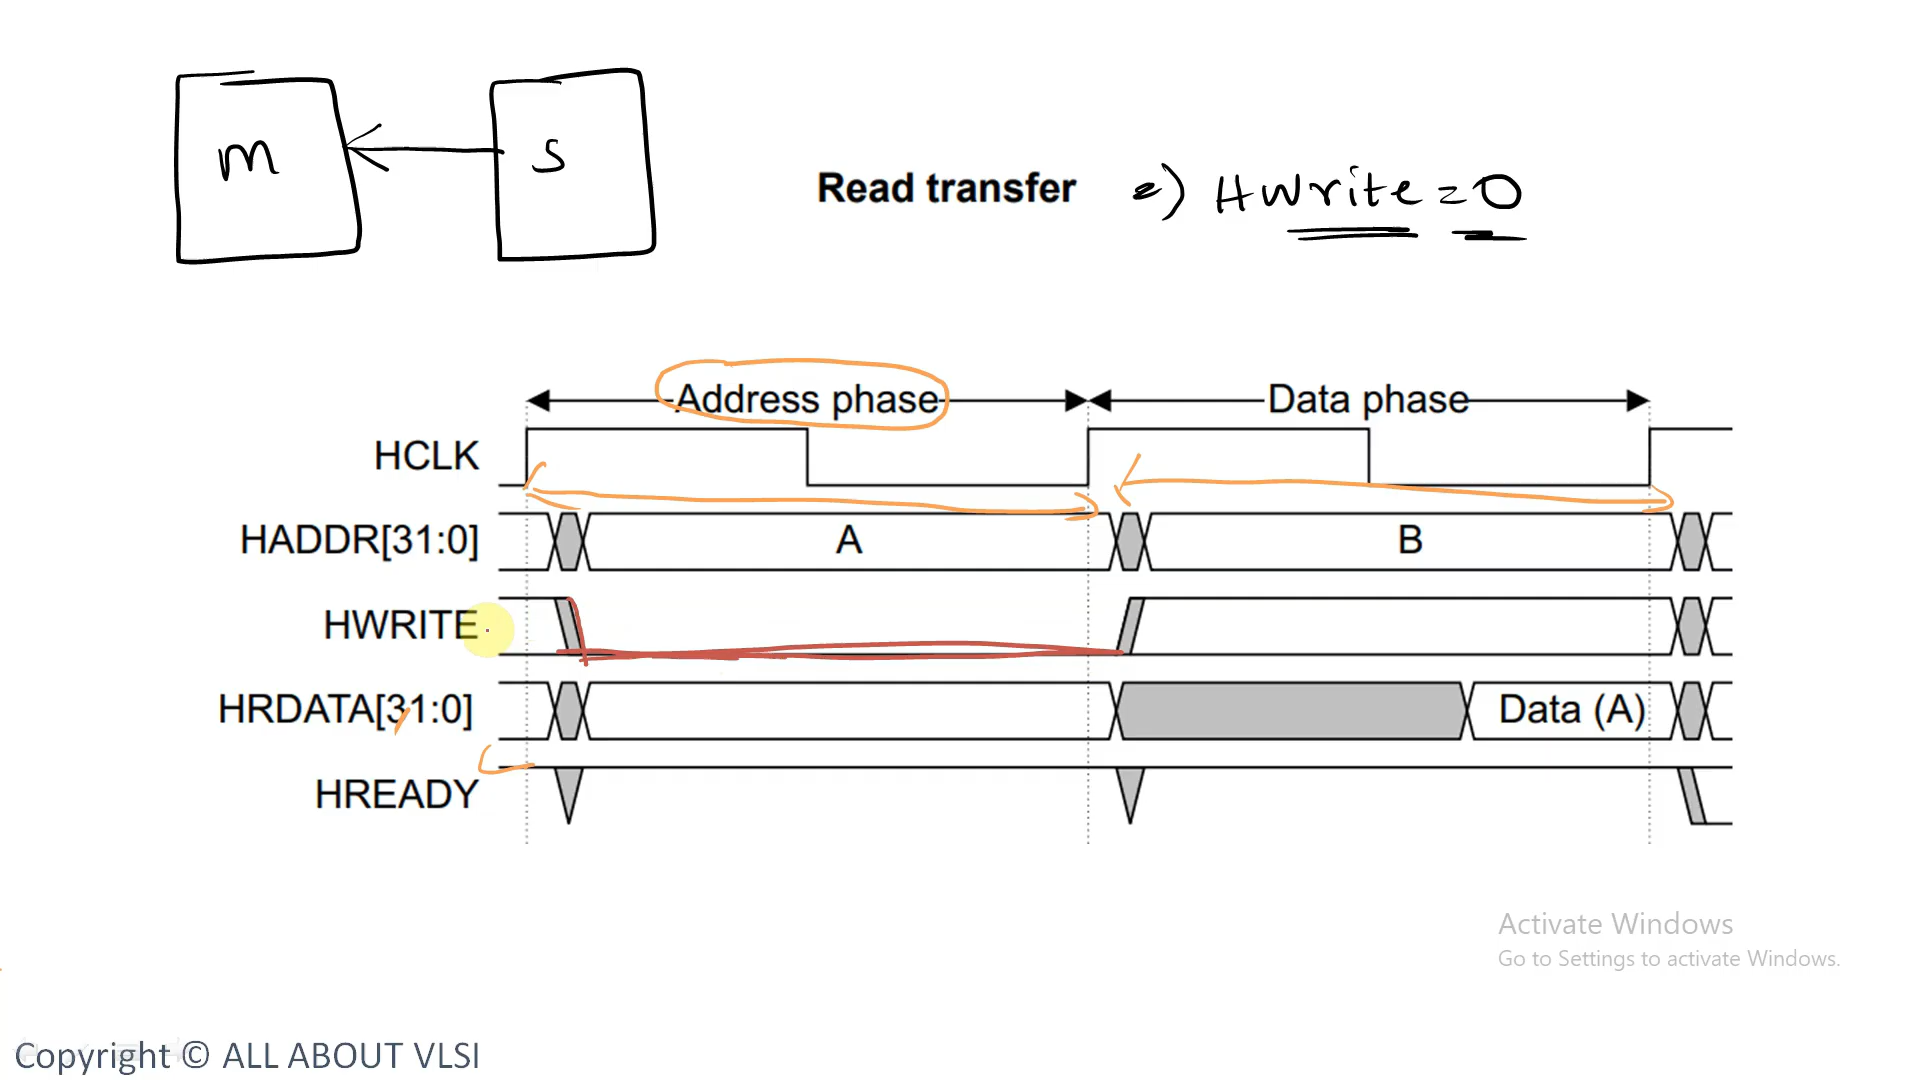 m
s
Read transfer
HWrite = 0
Address phase
Data phase
HCLK
HADDR[31:0]
A
B
HWRITE
HRDATA[31:0]
Data (A)
HREADY
Activate Windows
Go to Settings to activate Windows.
Copyright © ALL ABOUT VLSI